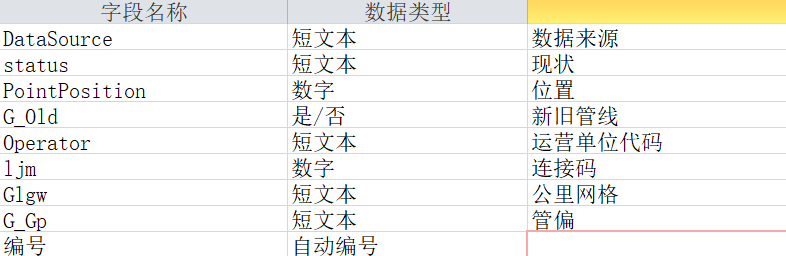 字段名称 数据类型
DataSource 短文本 数据来源
status 短文本 现状
PointPosition 数字 位置
G_Old 是/否 新旧管线
Operator 短文本 运营单位代码
ljm 数字 连接码
Glgw 短文本 公里网格
G_Gp 短文本 管偏
编号 自动编号